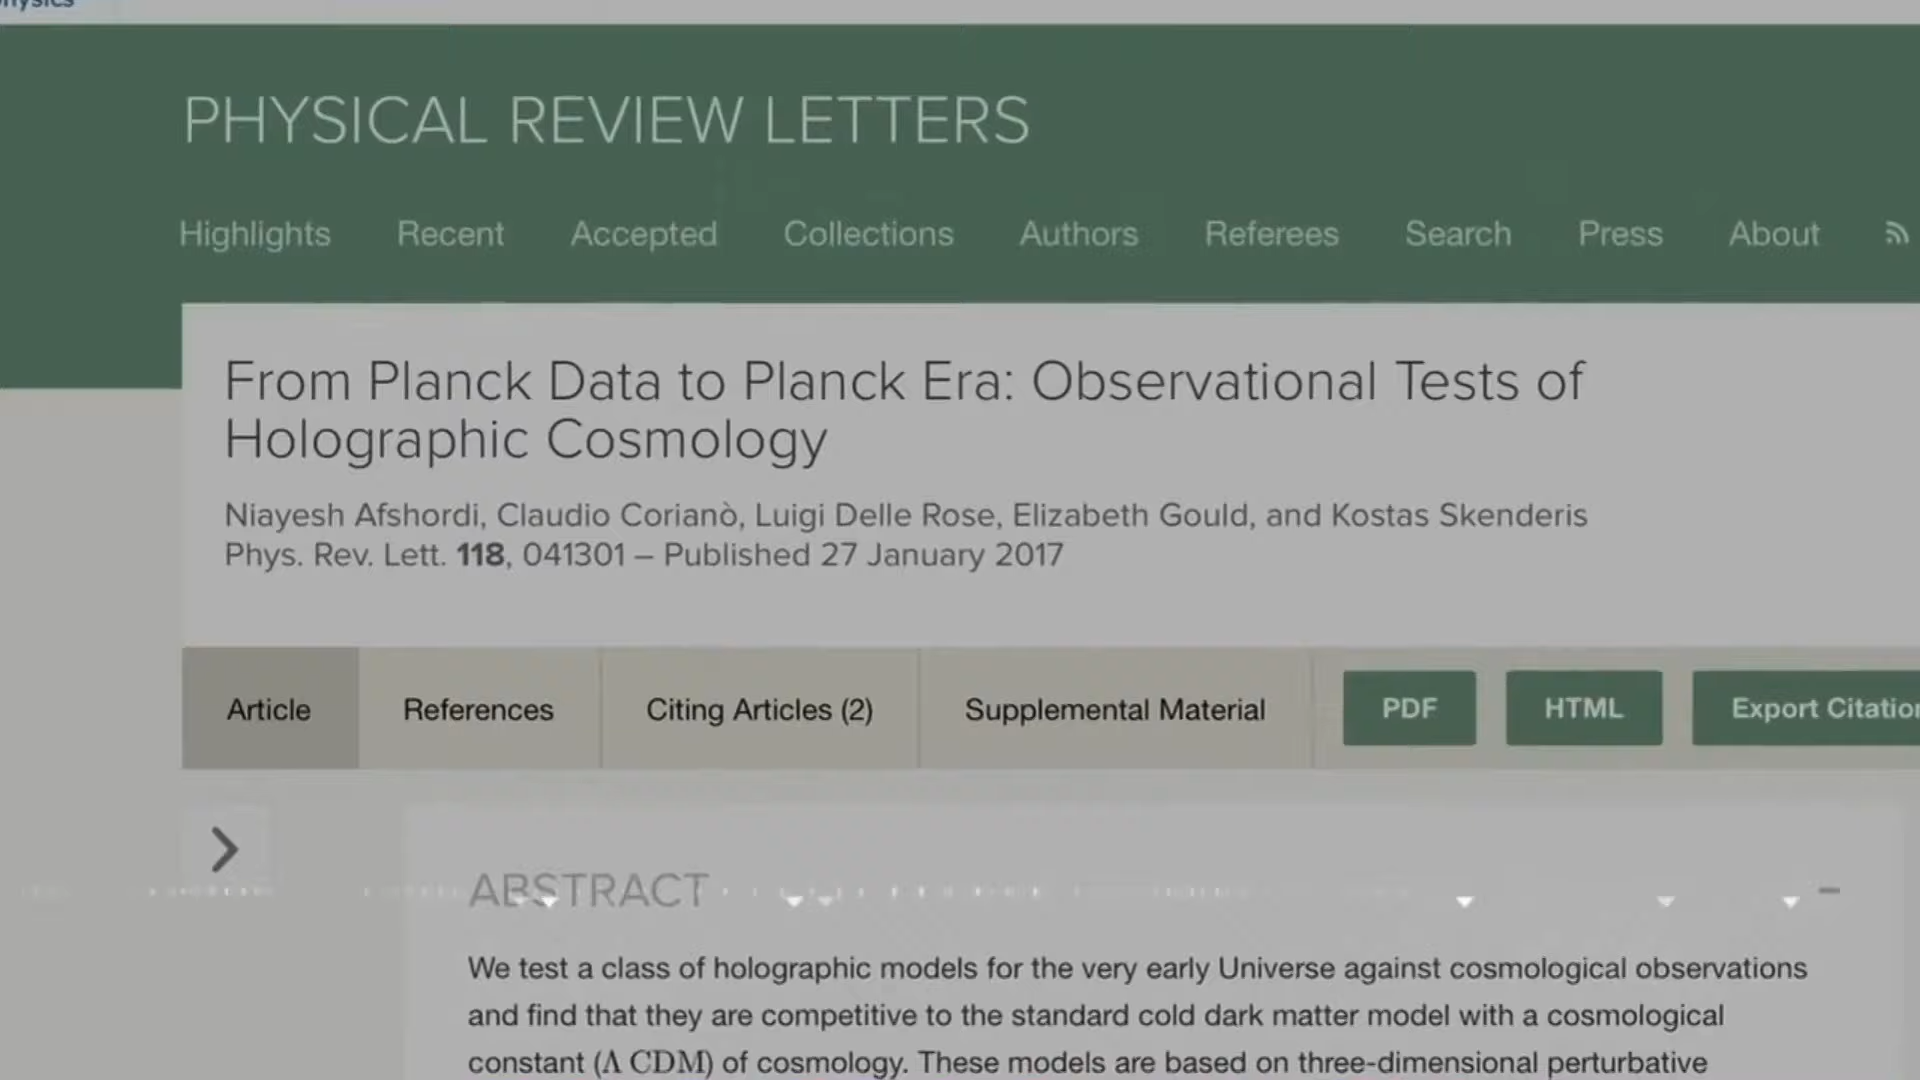 PHYSICAL REVIEW LETTERS
Highlights Recent Accepted Collections Authors Referees Search Press About
From Planck Data to Planck Era: Observational Tests of
Holographic Cosmology
Niayesh Afshordi, Claudio Corianò, Luigi Delle Rose, Elizabeth Gould, and Kostas Skenderis
Phys. Rev. Lett. 118, 041301 – Published 27 January 2017
Article References Citing Articles (2) Supplemental Material PDF HTML Export Citation
ABSTRACT
We test a class of holographic models for the very early Universe against cosmological observations
and find that they are competitive to the standard cold dark matter model with a cosmological
constant (Λ CDM) of cosmology. These models are based on three-dimensional perturbative